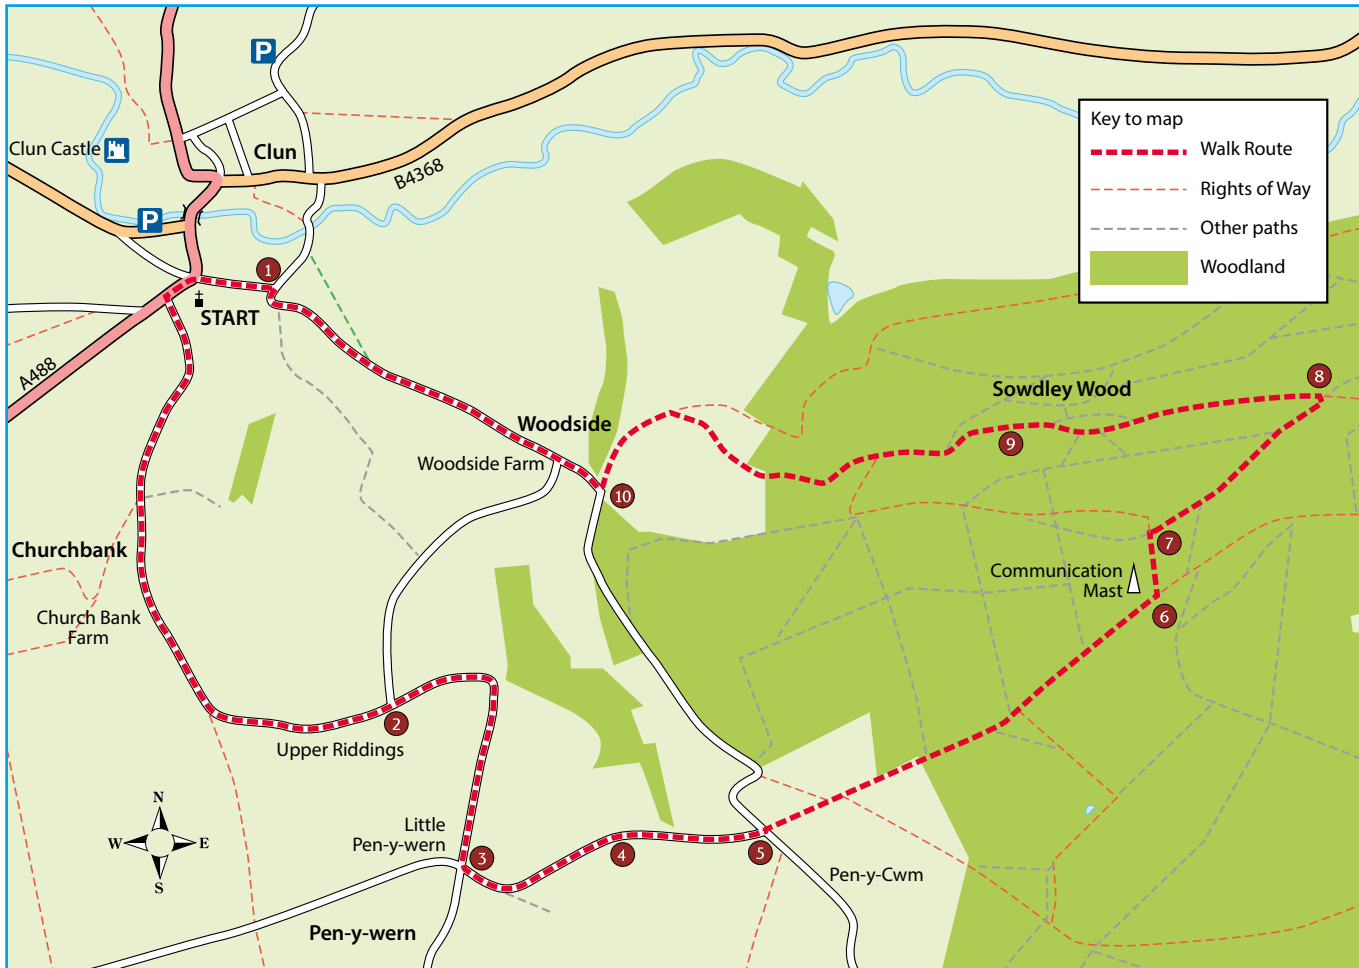 P
Clun Castle
Clun
B4368
P
Key to map
Walk Route
Rights of Way
Other paths
Woodland
1
START
A488
8
Sowdley Wood
Woodside
9
Woodside Farm
10
Churchbank
7
Communication
Mast
6
Church Bank
Farm
2
Upper Riddings
N
W E
S
Little
Pen-y-wern
3
4
5
Pen-y-Cwm
Pen-y-wern